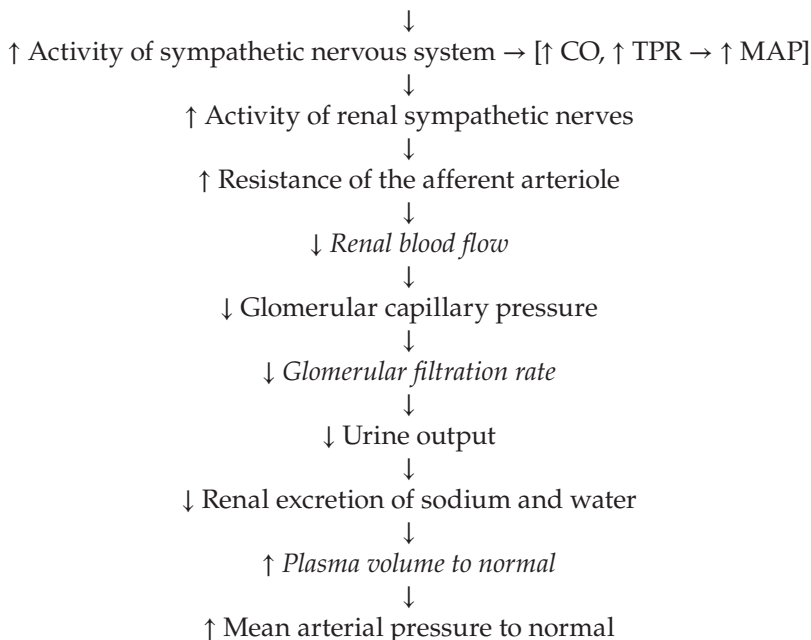 ↓
↑ Activity of sympathetic nervous system → [↑ CO, ↑ TPR → ↑ MAP]
↓
↑ Activity of renal sympathetic nerves
↓
↑ Resistance of the afferent arteriole
↓
↓ Renal blood flow
↓
↓ Glomerular capillary pressure
↓
↓ Glomerular filtration rate
↓
↓ Urine output
↓
↓ Renal excretion of sodium and water
↓
↑ Plasma volume to normal
↓
↑ Mean arterial pressure to normal